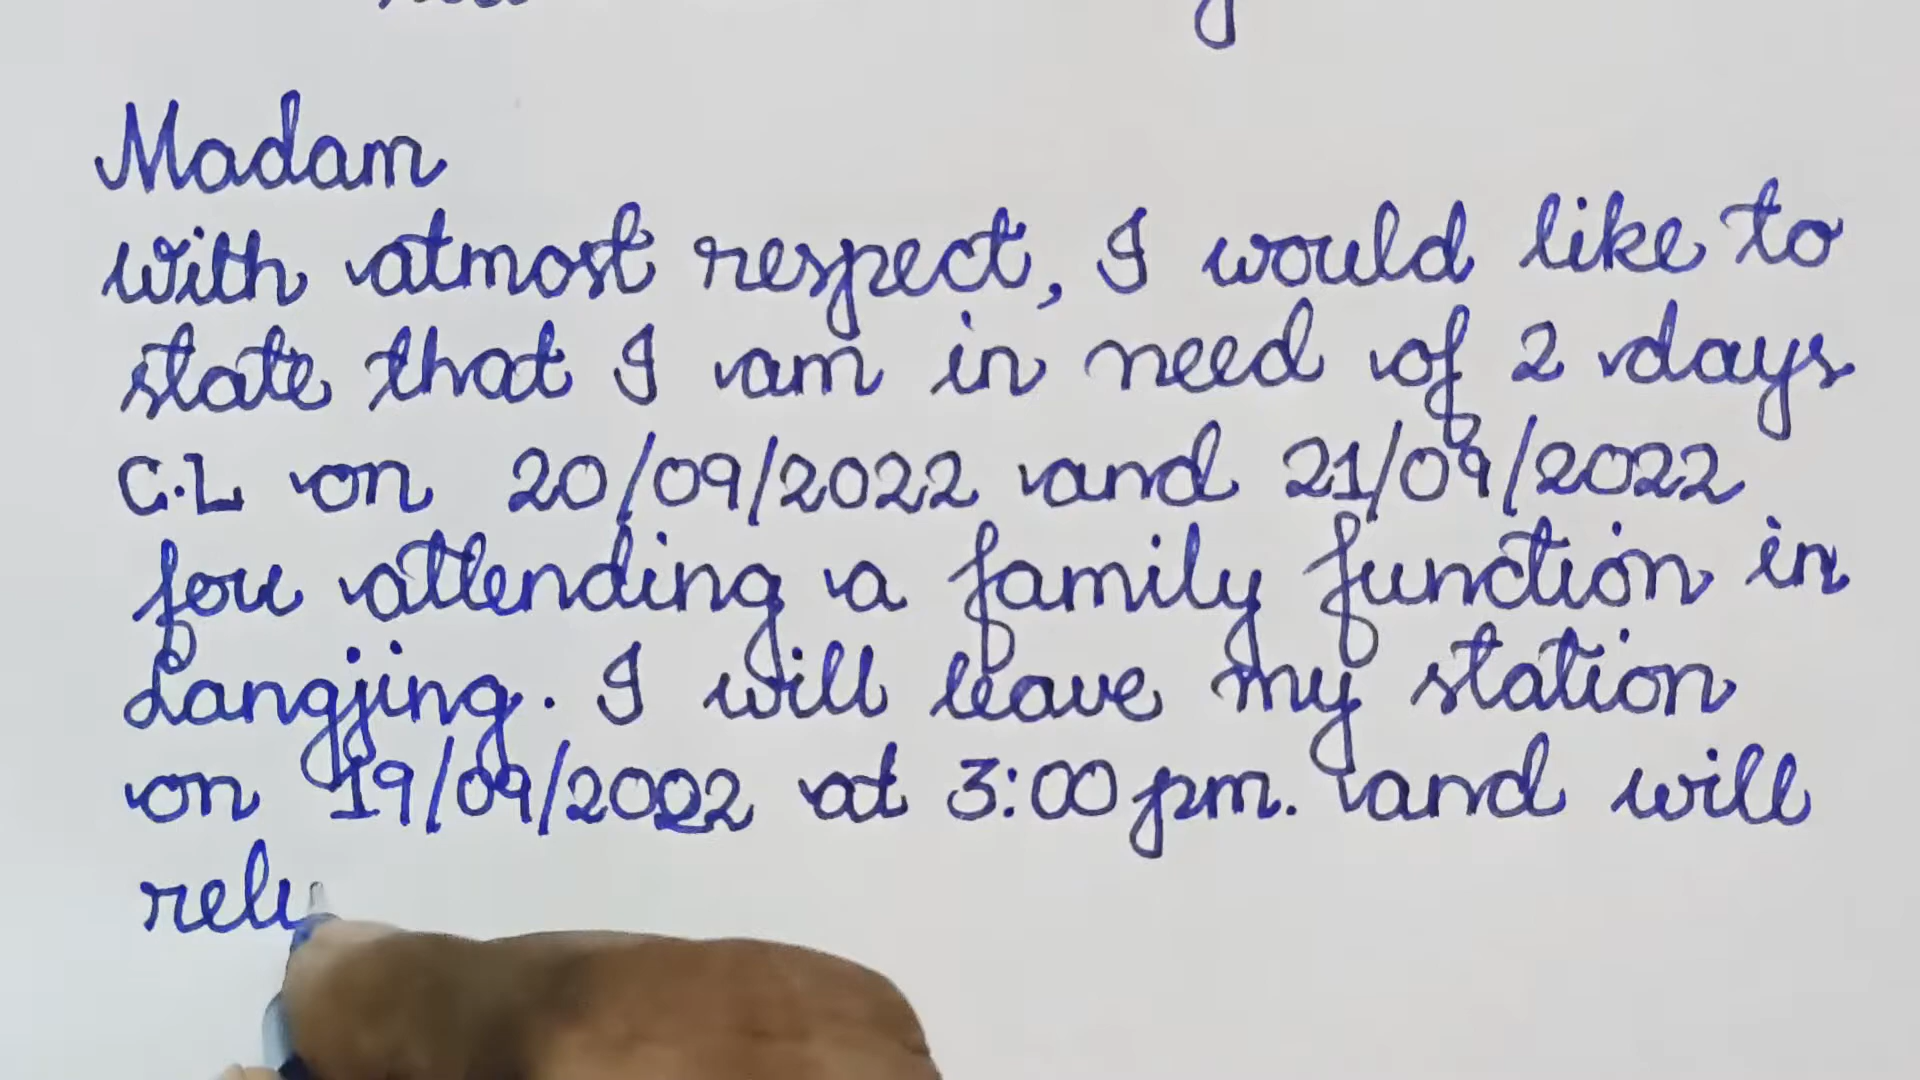 Madam
With atmost respect, I would like to
state that I am in need of 2 days
C.L on 20/09/2022 and 21/09/2022
for attending a family function in
Langjing. I will leave my station
on 19/09/2022 at 3:00 pm. and will